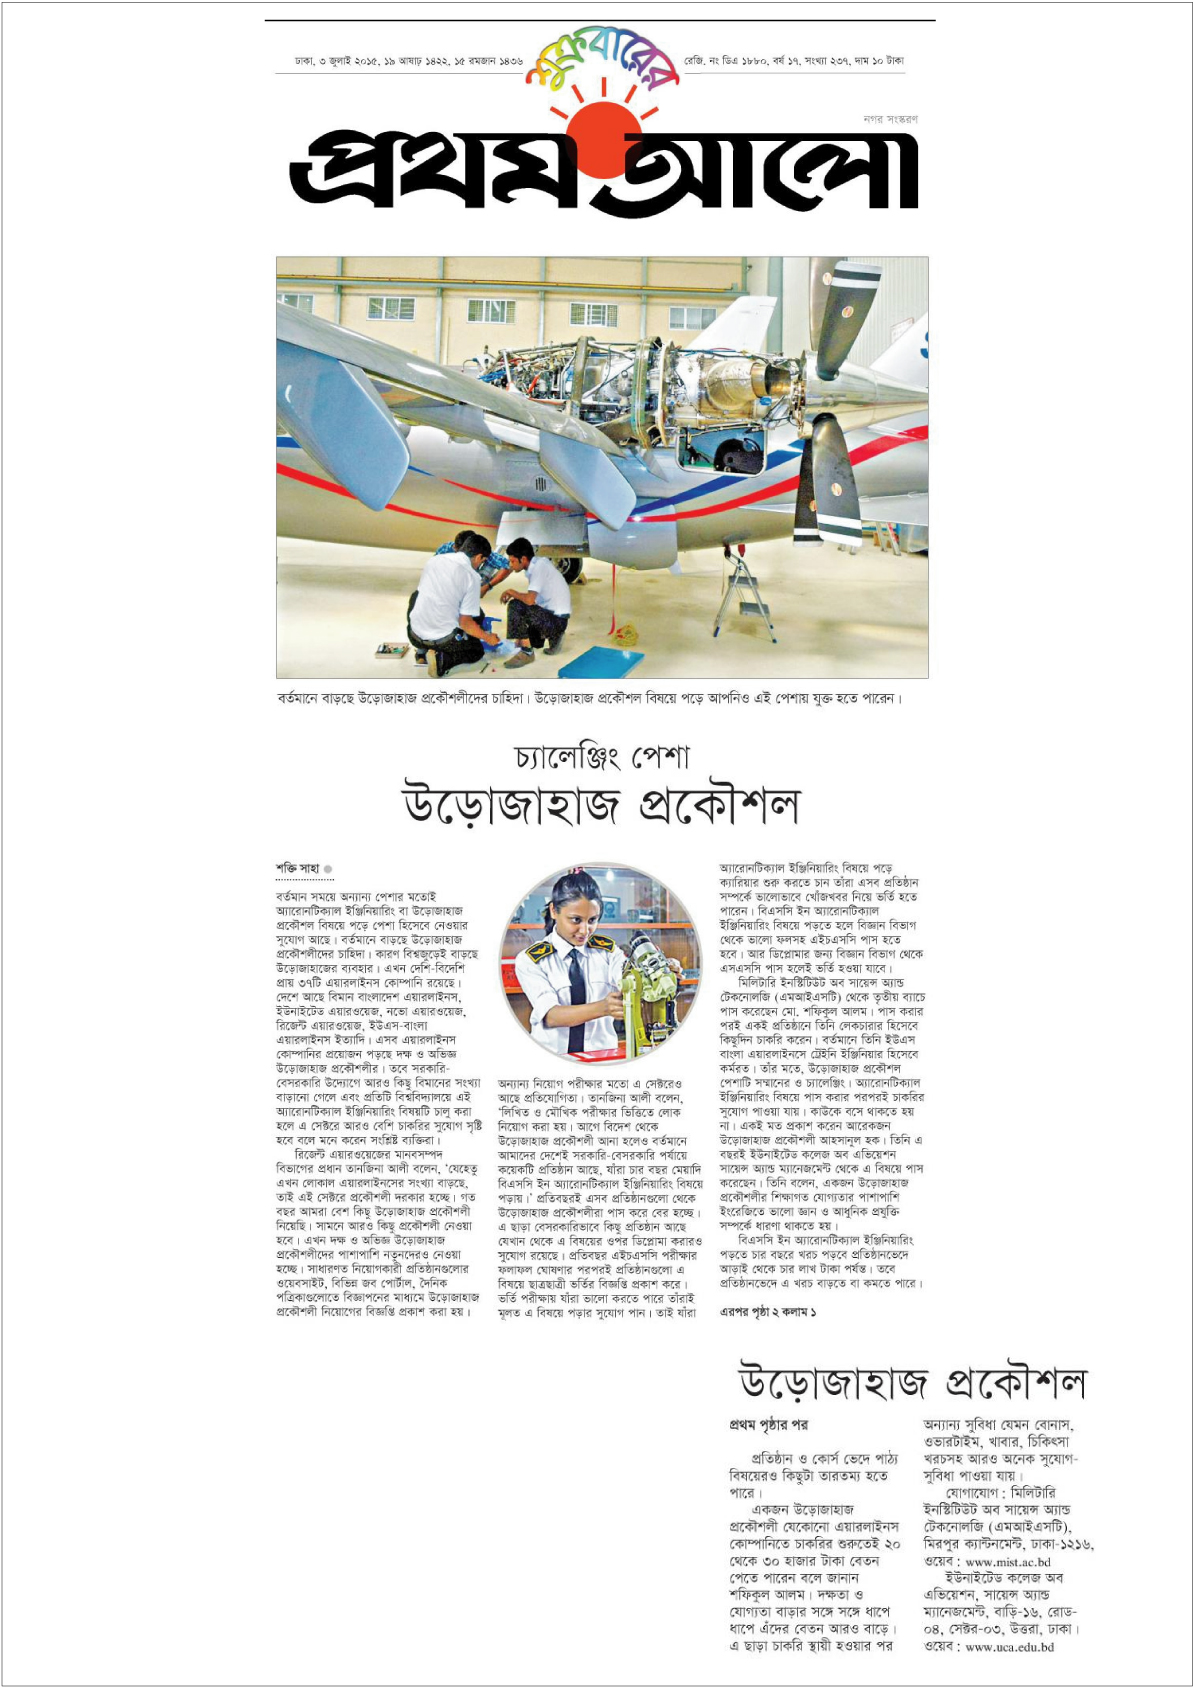 শুক্রবারের
ঢাকা, ৩ জুলাই ২০১৫, ১৯ আষাঢ় ১৪২২, ১৫ রমজান ১৪৩৬
রেজি. নং ডিএ ১৮৮০, বর্ষ ১৭, সংখ্যা ২৩৭, দাম ১০ টাকা
নগর সংস্করণ
প্রথম আলো
বর্তমানে বাড়ছে উড়োজাহাজ প্রকৌশলীদের চাহিদা। উড়োজাহাজ প্রকৌশল বিষয়ে পড়ে আপনিও এই পেশায় যুক্ত হতে পারেন।
চ্যালেঞ্জিং পেশা
উড়োজাহাজ প্রকৌশল
শক্তি সাহা
বর্তমান সময়ে অন্যান্য পেশার মতোই
অ্যারোনটিক্যাল ইঞ্জিনিয়ারিং বা উড়োজাহাজ
প্রকৌশল বিষয়ে পড়ে পেশা হিসেবে নেওয়ার
সুযোগ আছে। বর্তমানে বাড়ছে উড়োজাহাজ
প্রকৌশলীদের চাহিদা। কারণ বিশ্বজুড়েই বাড়ছে
উড়োজাহাজের ব্যবহার। এখন দেশি-বিদেশি
প্রায় ৩৭টি এয়ারলাইনস কোম্পানি রয়েছে।
দেশে আছে বিমান বাংলাদেশ এয়ারলাইনস,
ইউনাইটেড এয়ারওয়েজ, নভো এয়ারওয়েজ,
রিজেন্ট এয়ারওয়েজ, ইউএস-বাংলা
এয়ারলাইনস ইত্যাদি। এসব এয়ারলাইনস
কোম্পানির প্রয়োজন পড়ছে দক্ষ ও অভিজ্ঞ
উড়োজাহাজ প্রকৌশলীর। তবে সরকারি-
বেসরকারি উদ্যোগে আরও কিছু বিমানের সংখ্যা
বাড়ানো গেলে এবং প্রতিটি বিশ্ববিদ্যালয়ে এই
অ্যারোনটিক্যাল ইঞ্জিনিয়ারিং বিষয়টি চালু করা
হলে এ সেক্টরে আরও বেশি চাকরির সুযোগ সৃষ্টি
হবে বলে মনে করেন সংশ্লিষ্ট ব্যক্তিরা।
রিজেন্ট এয়ারওয়েজের মানবসম্পদ
বিভাগের প্রধান তানজিনা আলী বলেন, 'যেহেতু
এখন লোকাল এয়ারলাইনসের সংখ্যা বাড়ছে,
তাই এই সেক্টরে প্রকৌশলী দরকার হচ্ছে। গত
বছর আমরা বেশ কিছু উড়োজাহাজ প্রকৌশলী
নিয়েছি। সামনে আরও কিছু প্রকৌশলী নেওয়া
হবে। এখন দক্ষ ও অভিজ্ঞ উড়োজাহাজ
প্রকৌশলীদের পাশাপাশি নতুনদেরও নেওয়া
হচ্ছে। সাধারণত নিয়োগকারী প্রতিষ্ঠানগুলোর
ওয়েবসাইট, বিভিন্ন জব পোর্টাল, দৈনিক
পত্রিকাগুলোতে বিজ্ঞাপনের মাধ্যমে উড়োজাহাজ
প্রকৌশলী নিয়োগের বিজ্ঞপ্তি প্রকাশ করা হয়।
অন্যান্য নিয়োগ পরীক্ষার মতো এ সেক্টরেও
আছে প্রতিযোগিতা। তানজিনা আলী বলেন,
'লিখিত ও মৌখিক পরীক্ষার ভিত্তিতে লোক
নিয়োগ করা হয়। আগে বিদেশ থেকে
উড়োজাহাজ প্রকৌশলী আনা হলেও বর্তমানে
আমাদের দেশেই সরকারি-বেসরকারি পর্যায়ে
কয়েকটি প্রতিষ্ঠান আছে, যাঁরা চার বছর মেয়াদি
বিএসসি ইন অ্যারোনটিক্যাল ইঞ্জিনিয়ারিং বিষয়ে
পড়ায়।' প্রতিবছরই এসব প্রতিষ্ঠানগুলো থেকে
উড়োজাহাজ প্রকৌশলীরা পাস করে বের হচ্ছে।
এ ছাড়া বেসরকারিভাবে কিছু প্রতিষ্ঠান আছে
যেখান থেকে এ বিষয়ের ওপর ডিপ্লোমা করারও
সুযোগ রয়েছে। প্রতিবছর এইচএসসি পরীক্ষার
ফলাফল ঘোষণার পরপরই প্রতিষ্ঠানগুলো এ
বিষয়ে ছাত্রছাত্রী ভর্তির বিজ্ঞপ্তি প্রকাশ করে।
ভর্তি পরীক্ষায় যাঁরা ভালো করতে পারে তাঁরাই
মূলত এ বিষয়ে পড়ার সুযোগ পান। তাই যাঁরা
অ্যারোনটিক্যাল ইঞ্জিনিয়ারিং বিষয়ে পড়ে
ক্যারিয়ার শুরু করতে চান তাঁরা এসব প্রতিষ্ঠান
সম্পর্কে ভালোভাবে খোঁজখবর নিয়ে ভর্তি হতে
পারেন। বিএসসি ইন অ্যারোনটিক্যাল
ইঞ্জিনিয়ারিং বিষয়ে পড়তে হলে বিজ্ঞান বিভাগ
থেকে ভালো ফলসহ এইচএসসি পাস হতে
হবে। আর ডিপ্লোমার জন্য বিজ্ঞান বিভাগ থেকে
এসএসসি পাস হলেই ভর্তি হওয়া যাবে।
মিলিটারি ইনস্টিটিউট অব সায়েন্স অ্যান্ড
টেকনোলজি (এমআইএসটি) থেকে তৃতীয় ব্যাচে
পাস করেছেন মো. শফিকুল আলম। পাস করার
পরই একই প্রতিষ্ঠানে তিনি লেকচারার হিসেবে
কিছুদিন চাকরি করেন। বর্তমানে তিনি ইউএস
বাংলা এয়ারলাইনসে ট্রেইনি ইঞ্জিনিয়ার হিসেবে
কর্মরত। তাঁর মতে, উড়োজাহাজ প্রকৌশল
পেশাটি সম্মানের ও চ্যালেঞ্জিং। অ্যারোনটিক্যাল
ইঞ্জিনিয়ারিং বিষয়ে পাস করার পরপরই চাকরির
সুযোগ পাওয়া যায়। কাউকে বসে থাকতে হয়
না। একই মত প্রকাশ করেন আরেকজন
উড়োজাহাজ প্রকৌশলী আহসানুল হক। তিনি এ
বছরই ইউনাইটেড কলেজ অব এভিয়েশন
সায়েন্স অ্যান্ড ম্যানেজমেন্ট থেকে এ বিষয়ে পাস
করেছেন। তিনি বলেন, একজন উড়োজাহাজ
প্রকৌশলীর শিক্ষাগত যোগ্যতার পাশাপাশি
ইংরেজিতে ভালো জ্ঞান ও আধুনিক প্রযুক্তি
সম্পর্কে ধারণা থাকতে হয়।
বিএসসি ইন অ্যারোনটিক্যাল ইঞ্জিনিয়ারিং
পড়তে চার বছরে খরচ পড়বে প্রতিষ্ঠানভেদে
আড়াই থেকে চার লাখ টাকা পর্যন্ত। তবে
প্রতিষ্ঠানভেদে এ খরচ বাড়তে বা কমতে পারে।
এরপর পৃষ্ঠা ২ কলাম ১
উড়োজাহাজ প্রকৌশল
প্রথম পৃষ্ঠার পর
প্রতিষ্ঠান ও কোর্স ভেদে পাঠ্য
বিষয়েরও কিছুটা তারতম্য হতে
পারে।
একজন উড়োজাহাজ
প্রকৌশলী যেকোনো এয়ারলাইনস
কোম্পানিতে চাকরির শুরুতেই ২০
থেকে ৩০ হাজার টাকা বেতন
পেতে পারেন বলে জানান
শফিকুল আলম। দক্ষতা ও
যোগ্যতা বাড়ার সঙ্গে সঙ্গে ধাপে
ধাপে এঁদের বেতন আরও বাড়ে।
এ ছাড়া চাকরি স্থায়ী হওয়ার পর
অন্যান্য সুবিধা যেমন বোনাস,
ওভারটাইম, খাবার, চিকিৎসা
খরচসহ আরও অনেক সুযোগ-
সুবিধা পাওয়া যায়।
যোগাযোগ : মিলিটারি
ইনস্টিটিউট অব সায়েন্স অ্যান্ড
টেকনোলজি (এমআইএসটি),
মিরপুর ক্যান্টনমেন্ট, ঢাকা-১২১৬,
ওয়েব : www.mist.ac.bd
ইউনাইটেড কলেজ অব
এভিয়েশন, সায়েন্স অ্যান্ড
ম্যানেজমেন্ট, বাড়ি-১৬, রোড-
০৪, সেক্টর-০৩, উত্তরা, ঢাকা।
ওয়েব : www.uca.edu.bd